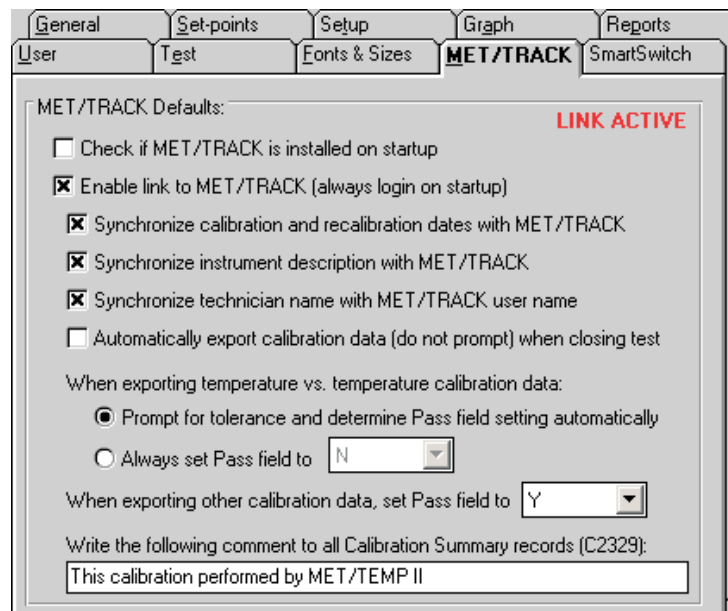 General Set-points Setup Graph Reports
User Test Fonts & Sizes MET/TRACK SmartSwitch
MET/TRACK Defaults:
LINK ACTIVE
Check if MET/TRACK is installed on startup
Enable link to MET/TRACK (always login on startup)
Synchronize calibration and recalibration dates with MET/TRACK
Synchronize instrument description with MET/TRACK
Synchronize technician name with MET/TRACK user name
Automatically export calibration data (do not prompt) when closing test
When exporting temperature vs. temperature calibration data:
Prompt for tolerance and determine Pass field setting automatically
Always set Pass field to N
When exporting other calibration data, set Pass field to Y
Write the following comment to all Calibration Summary records (C2329):
This calibration performed by MET/TEMP II